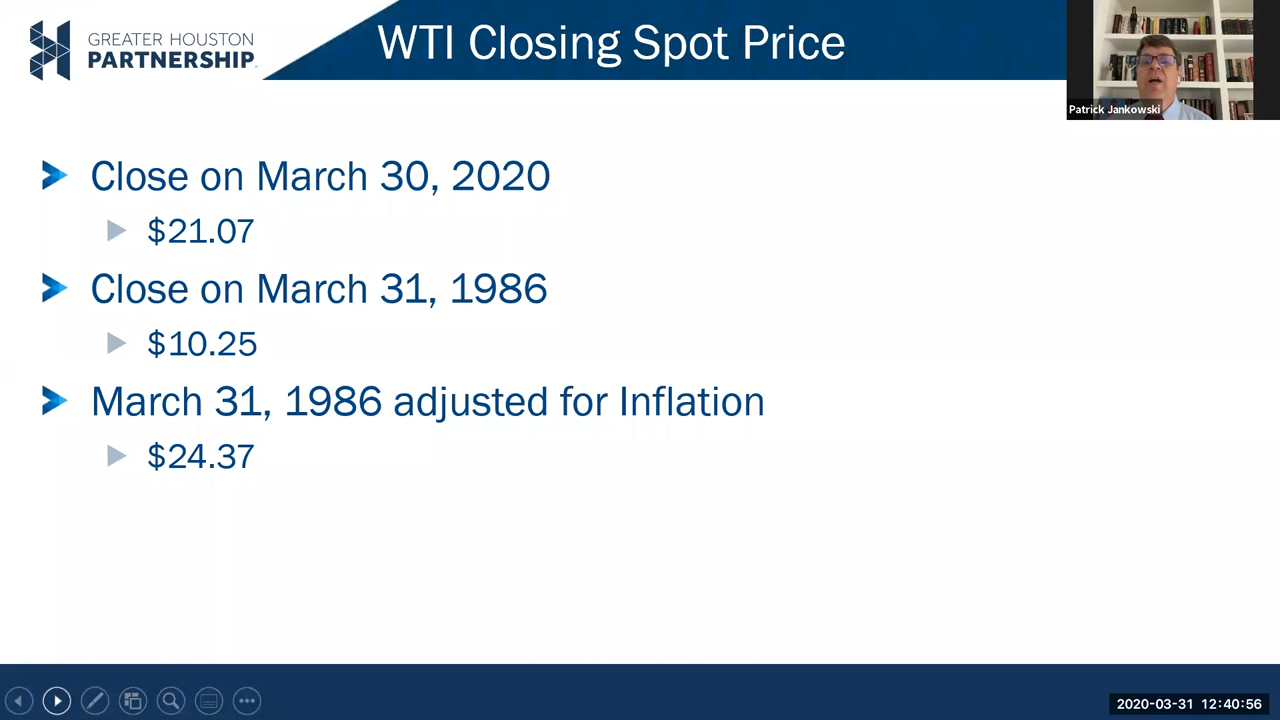 GREATER HOUSTON
PARTNERSHIP
WTI Closing Spot Price
Patrick Jankowski
Close on March 30, 2020
$21.07
Close on March 31, 1986
$10.25
March 31, 1986 adjusted for Inflation
$24.37
2020-03-31 12:40:56